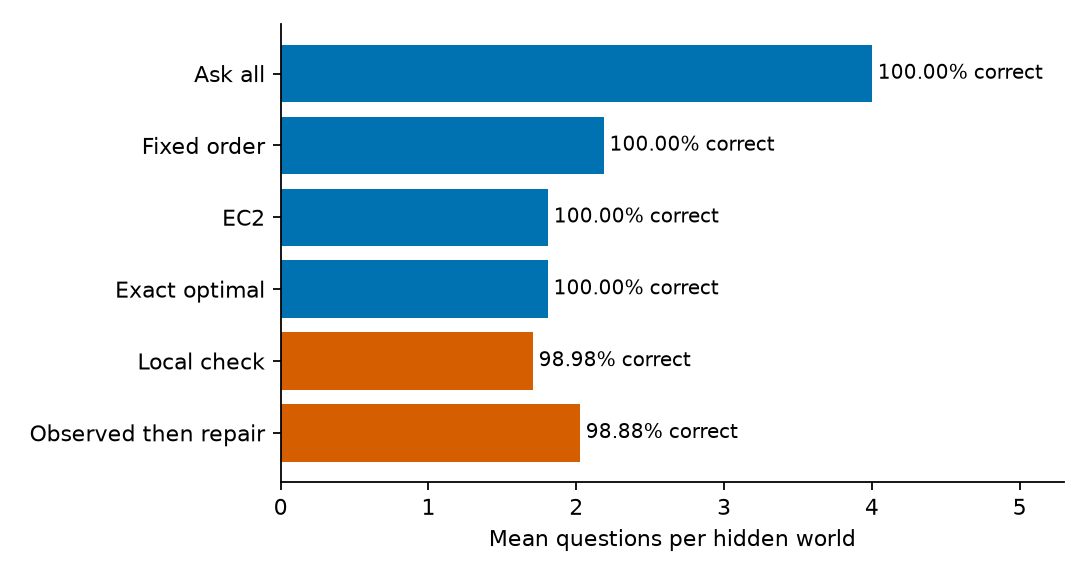 Ask all
100.00% correct
Fixed order
100.00% correct
EC2
100.00% correct
Exact optimal
100.00% correct
Local check
98.98% correct
Observed then repair
98.88% correct
0 1 2 3 4 5
Mean questions per hidden world